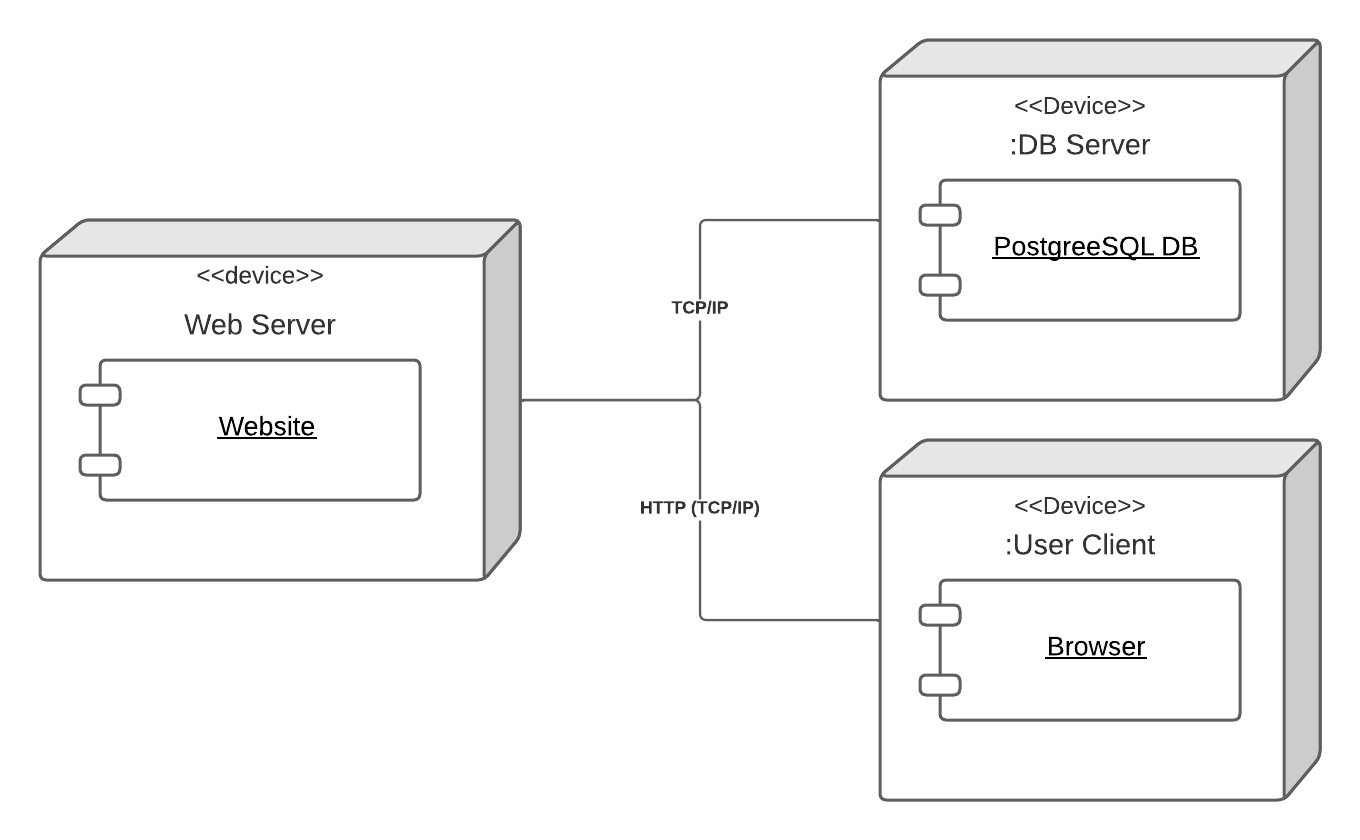 <<device>>
Web Server
Website
TCP/IP
HTTP (TCP/IP)
<<Device>>
:DB Server
PostgreeSQL DB
<<Device>>
:User Client
Browser